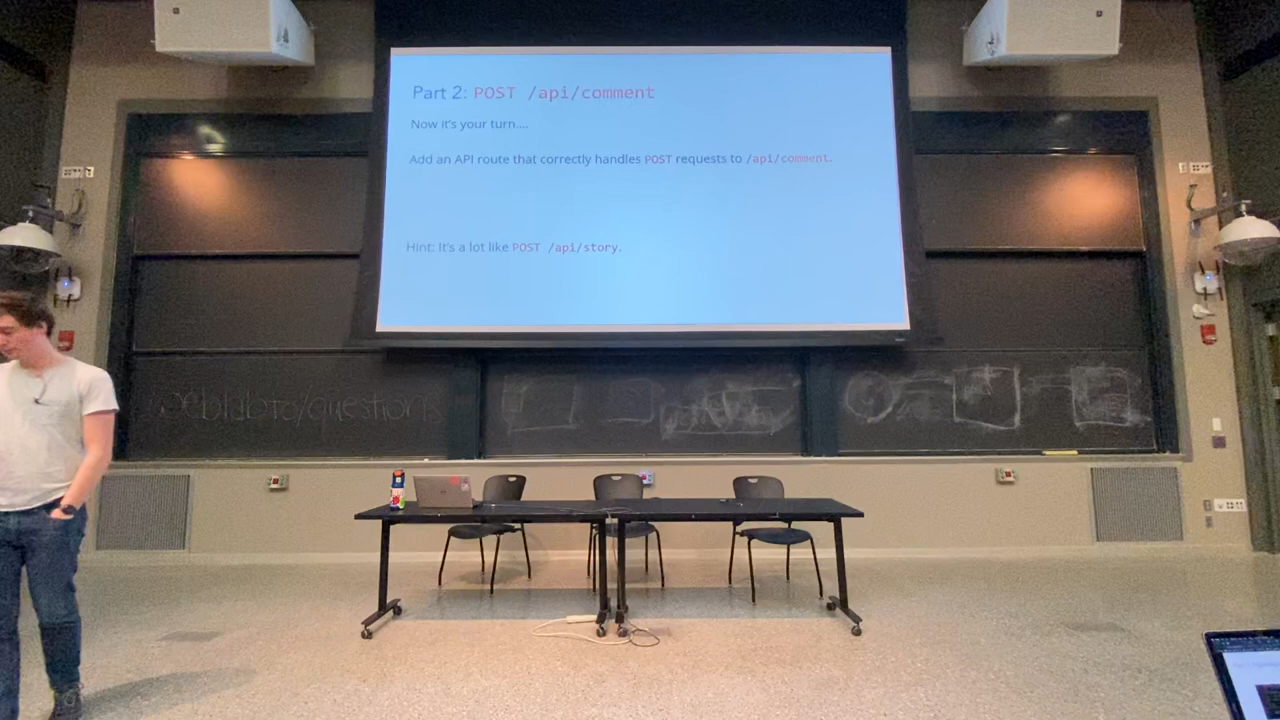 Part 2: POST /api/comment
Now it's your turn....
Add an API route that correctly handles POST requests to /api/comment.
Hint: It's a lot like POST /api/story.
weblab.to/questions